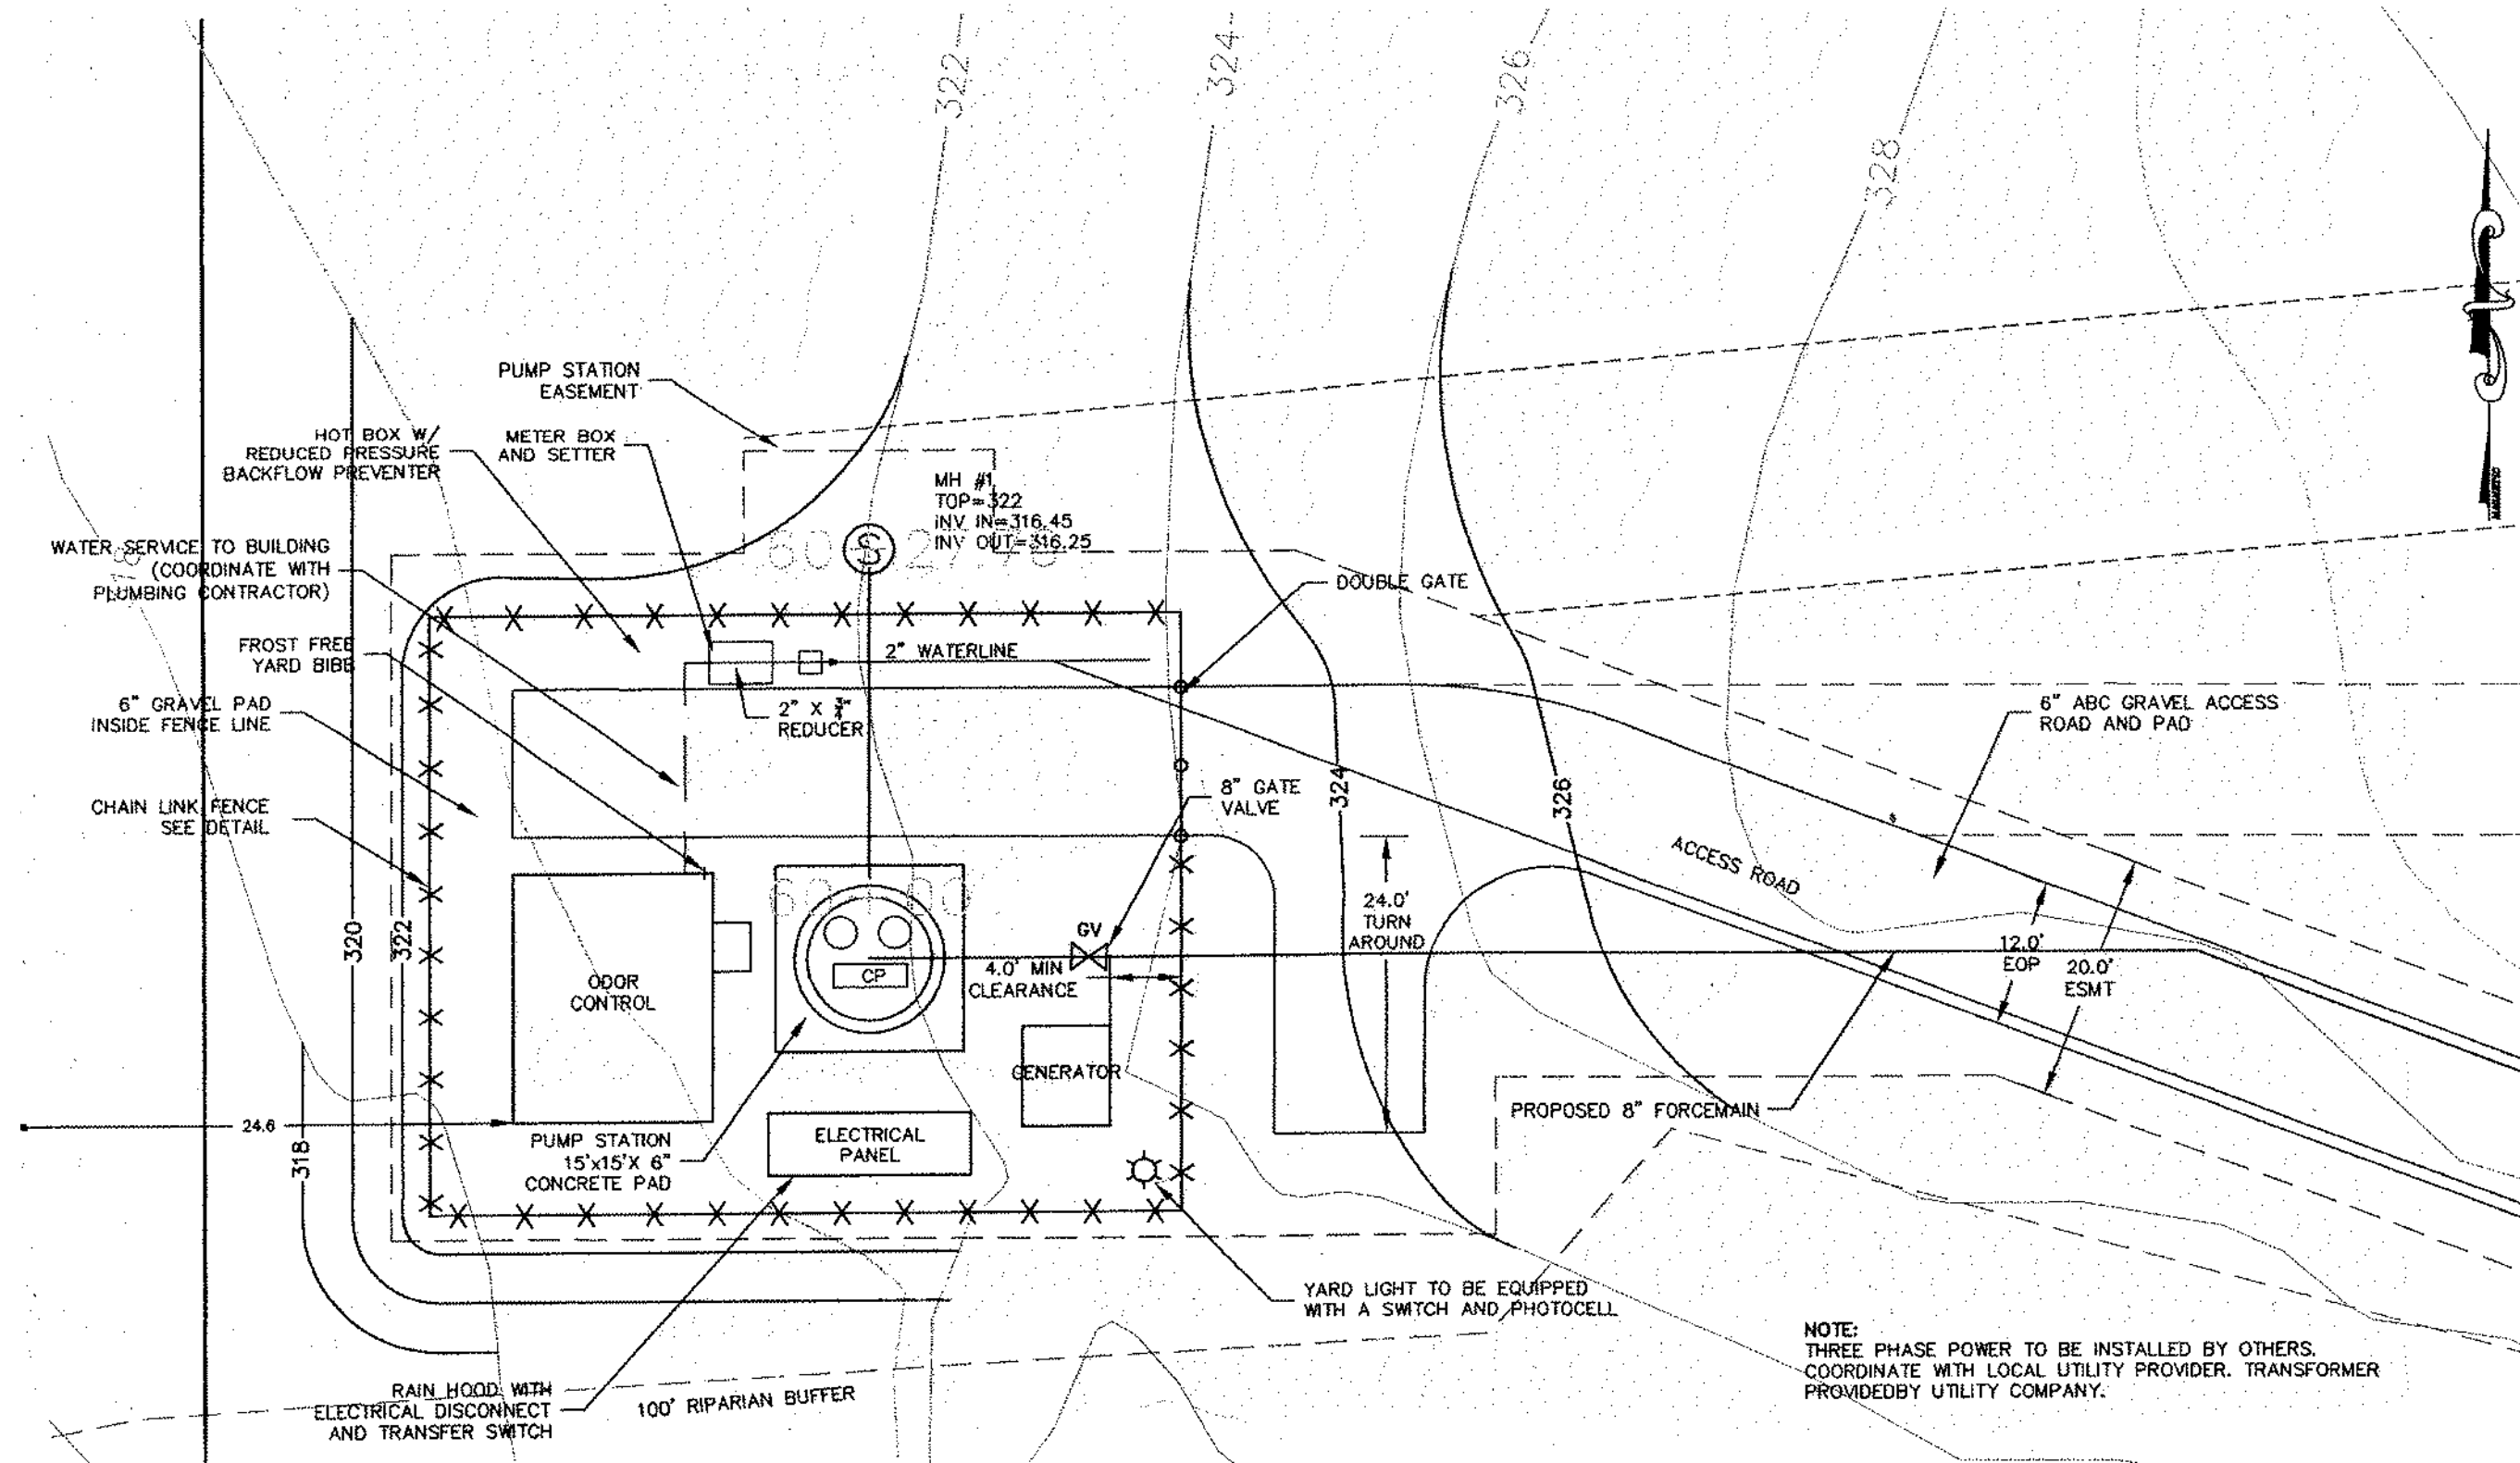 322
324
326
328
PUMP STATION
EASEMENT
HOT BOX W/
REDUCED PRESSURE
BACKFLOW PREVENTER
METER BOX
AND SETTER
MH #1
TOP=322
INV IN=316.45
INV OUT=316.25
S
WATER SERVICE TO BUILDING
(COORDINATE WITH
PLUMBING CONTRACTOR)
DOUBLE GATE
FROST FREE
YARD BIBB
2" WATERLINE
6" GRAVEL PAD
INSIDE FENCE LINE
2" X 3/4"
REDUCER
6" ABC GRAVEL ACCESS
ROAD AND PAD
CHAIN LINK FENCE
SEE DETAIL
8" GATE
VALVE
324
326
ACCESS ROAD
320
322
24.0'
TURN
AROUND
GV
CP
4.0' MIN
CLEARANCE
12.0'
EOP
20.0'
ESMT
ODOR
CONTROL
GENERATOR
PROPOSED 8" FORCEMAIN
24.6
318
PUMP STATION
15'x15'X 6"
CONCRETE PAD
ELECTRICAL
PANEL
YARD LIGHT TO BE EQUIPPED
WITH A SWITCH AND PHOTOCELL
NOTE:
THREE PHASE POWER TO BE INSTALLED BY OTHERS.
COORDINATE WITH LOCAL UTILITY PROVIDER. TRANSFORMER
PROVIDEDBY UTILITY COMPANY.
RAIN HOOD WITH
ELECTRICAL DISCONNECT
AND TRANSFER SWITCH
100' RIPARIAN BUFFER